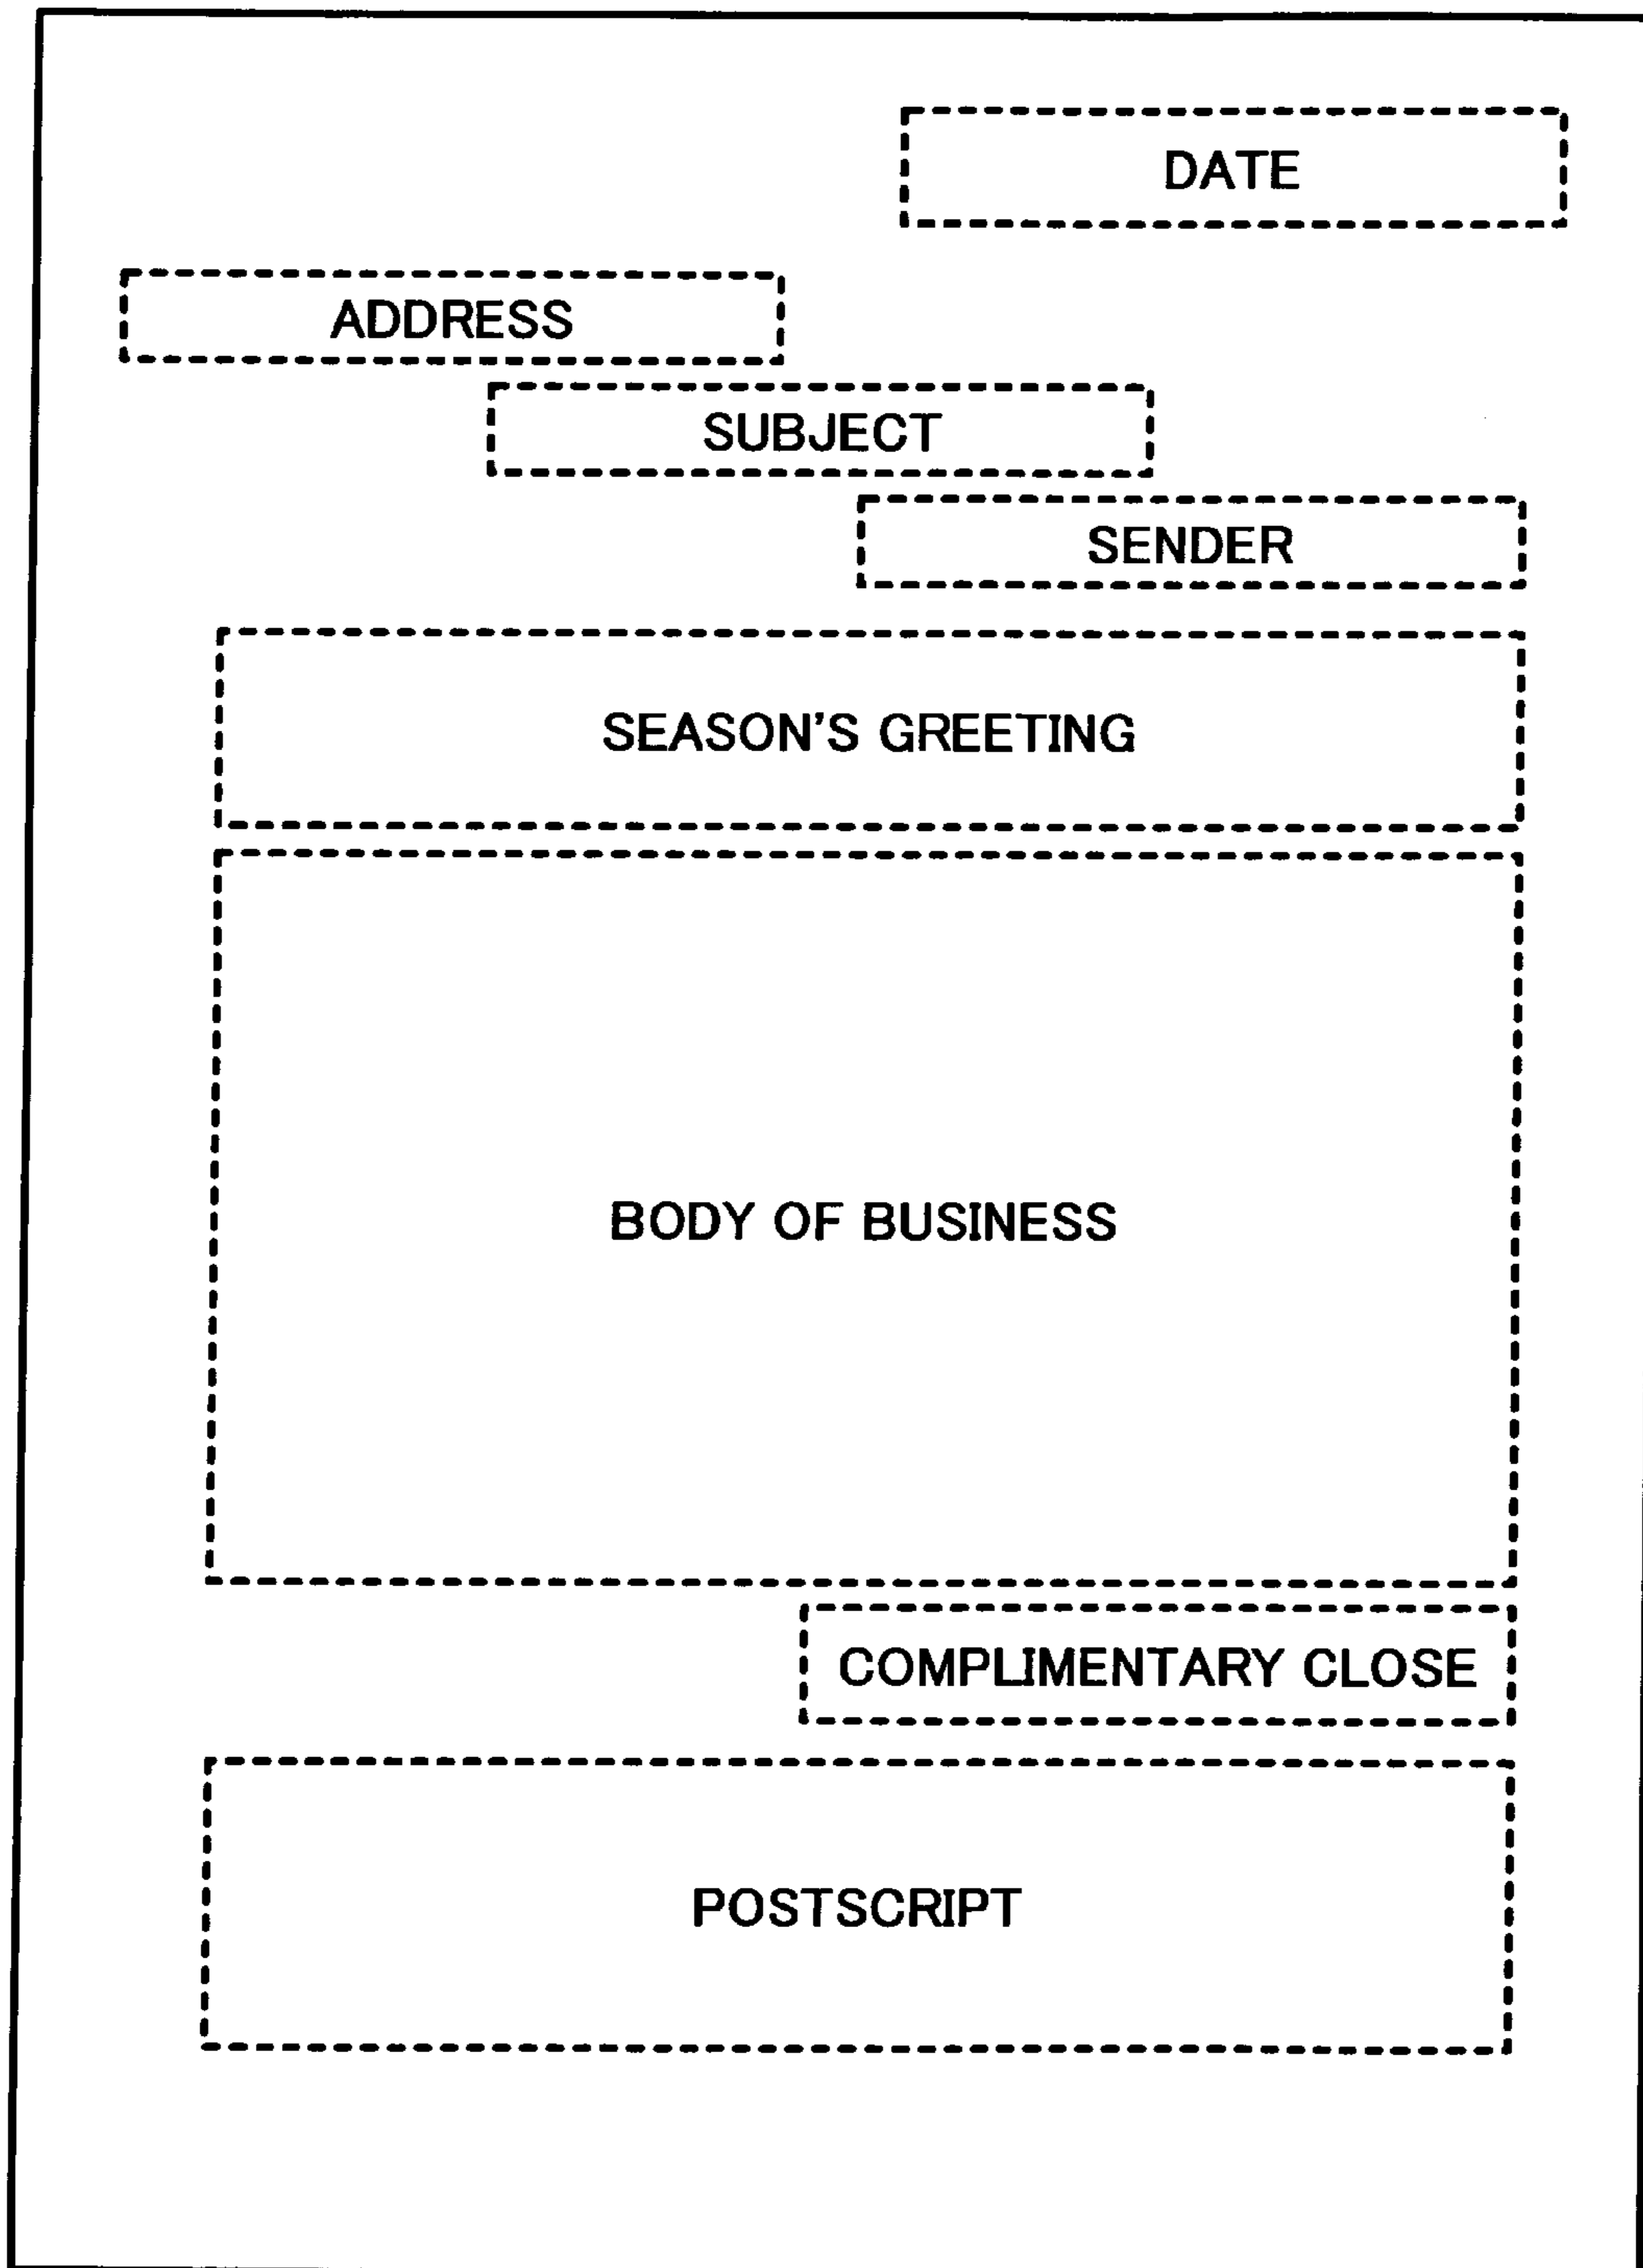 DATE
ADDRESS
SUBJECT
SENDER
SEASON'S GREETING
BODY OF BUSINESS
COMPLIMENTARY CLOSE
POSTSCRIPT